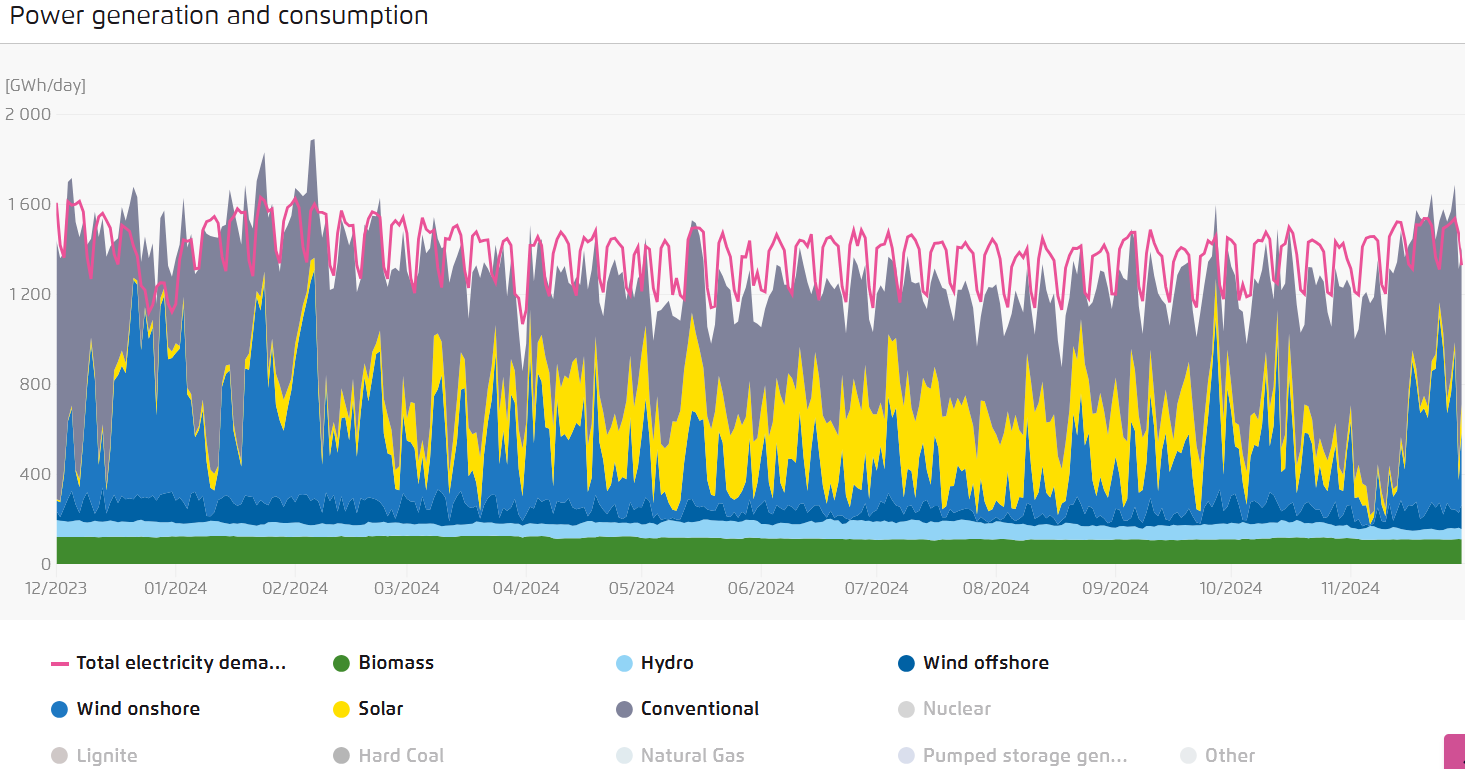 Power generation and consumption
[GWh/day]
2 000
1 600
1 200
800
400
0
12/2023 01/2024 02/2024 03/2024 04/2024 05/2024 06/2024 07/2024 08/2024 09/2024 10/2024 11/2024
Total electricity dema... Biomass Hydro Wind offshore
Wind onshore Solar Conventional Nuclear
Lignite Hard Coal Natural Gas Pumped storage gen... Other